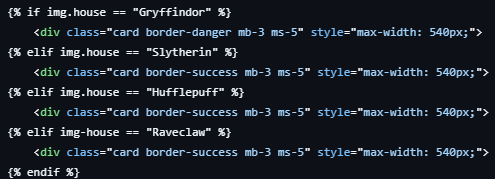 {% if img.house == "Gryffindor" %}
    <div class="card border-danger mb-3 ms-5" style="max-width: 540px;">
{% elif img.house == "Slytherin" %}
    <div class="card border-success mb-3 ms-5" style="max-width: 540px;">
{% elif img.house == "Hufflepuff" %}
    <div class="card border-success mb-3 ms-5" style="max-width: 540px;">
{% elif img-house == "Raveclaw" %}
    <div class="card border-success mb-3 ms-5" style="max-width: 540px;">
{% endif %}